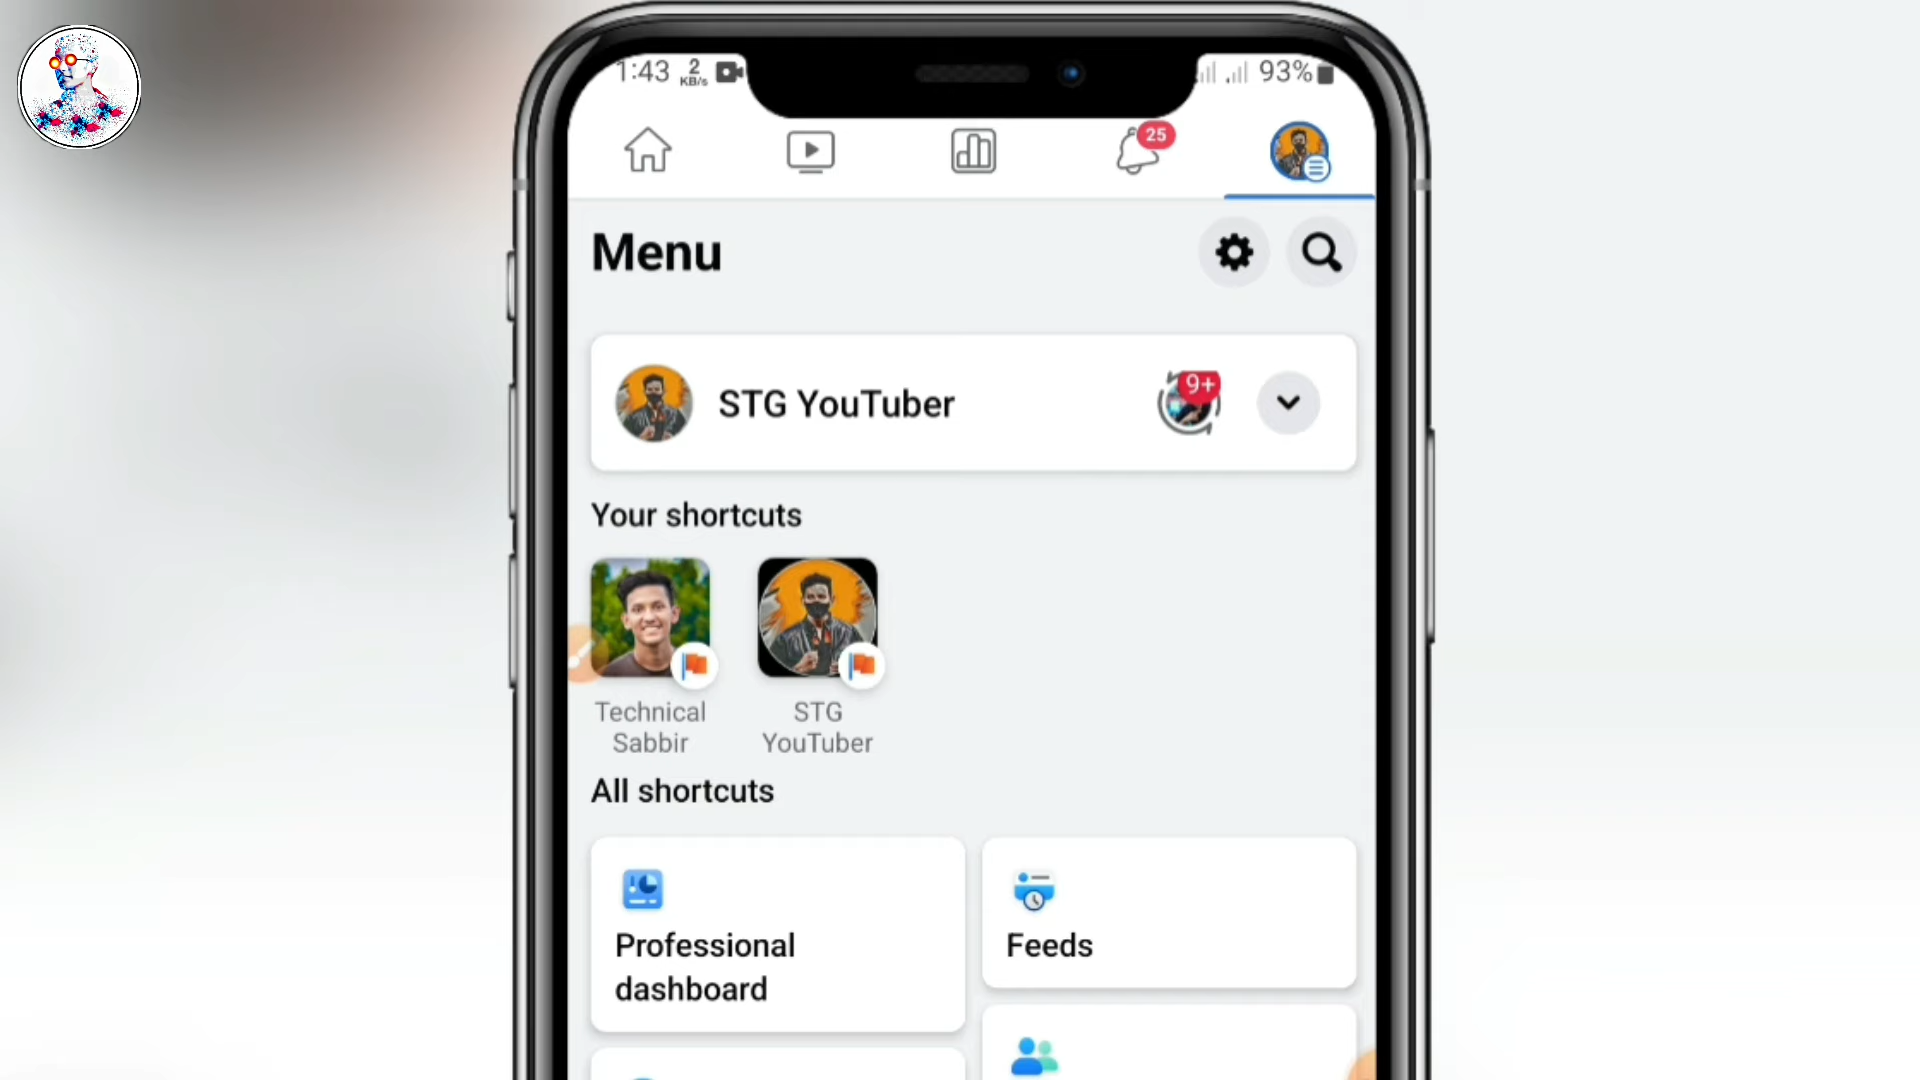 1:43 2 KB/s 93%
25
Menu
STG YouTuber 9+
Your shortcuts
Technical Sabbir
STG YouTuber
All shortcuts
Professional dashboard
Feeds